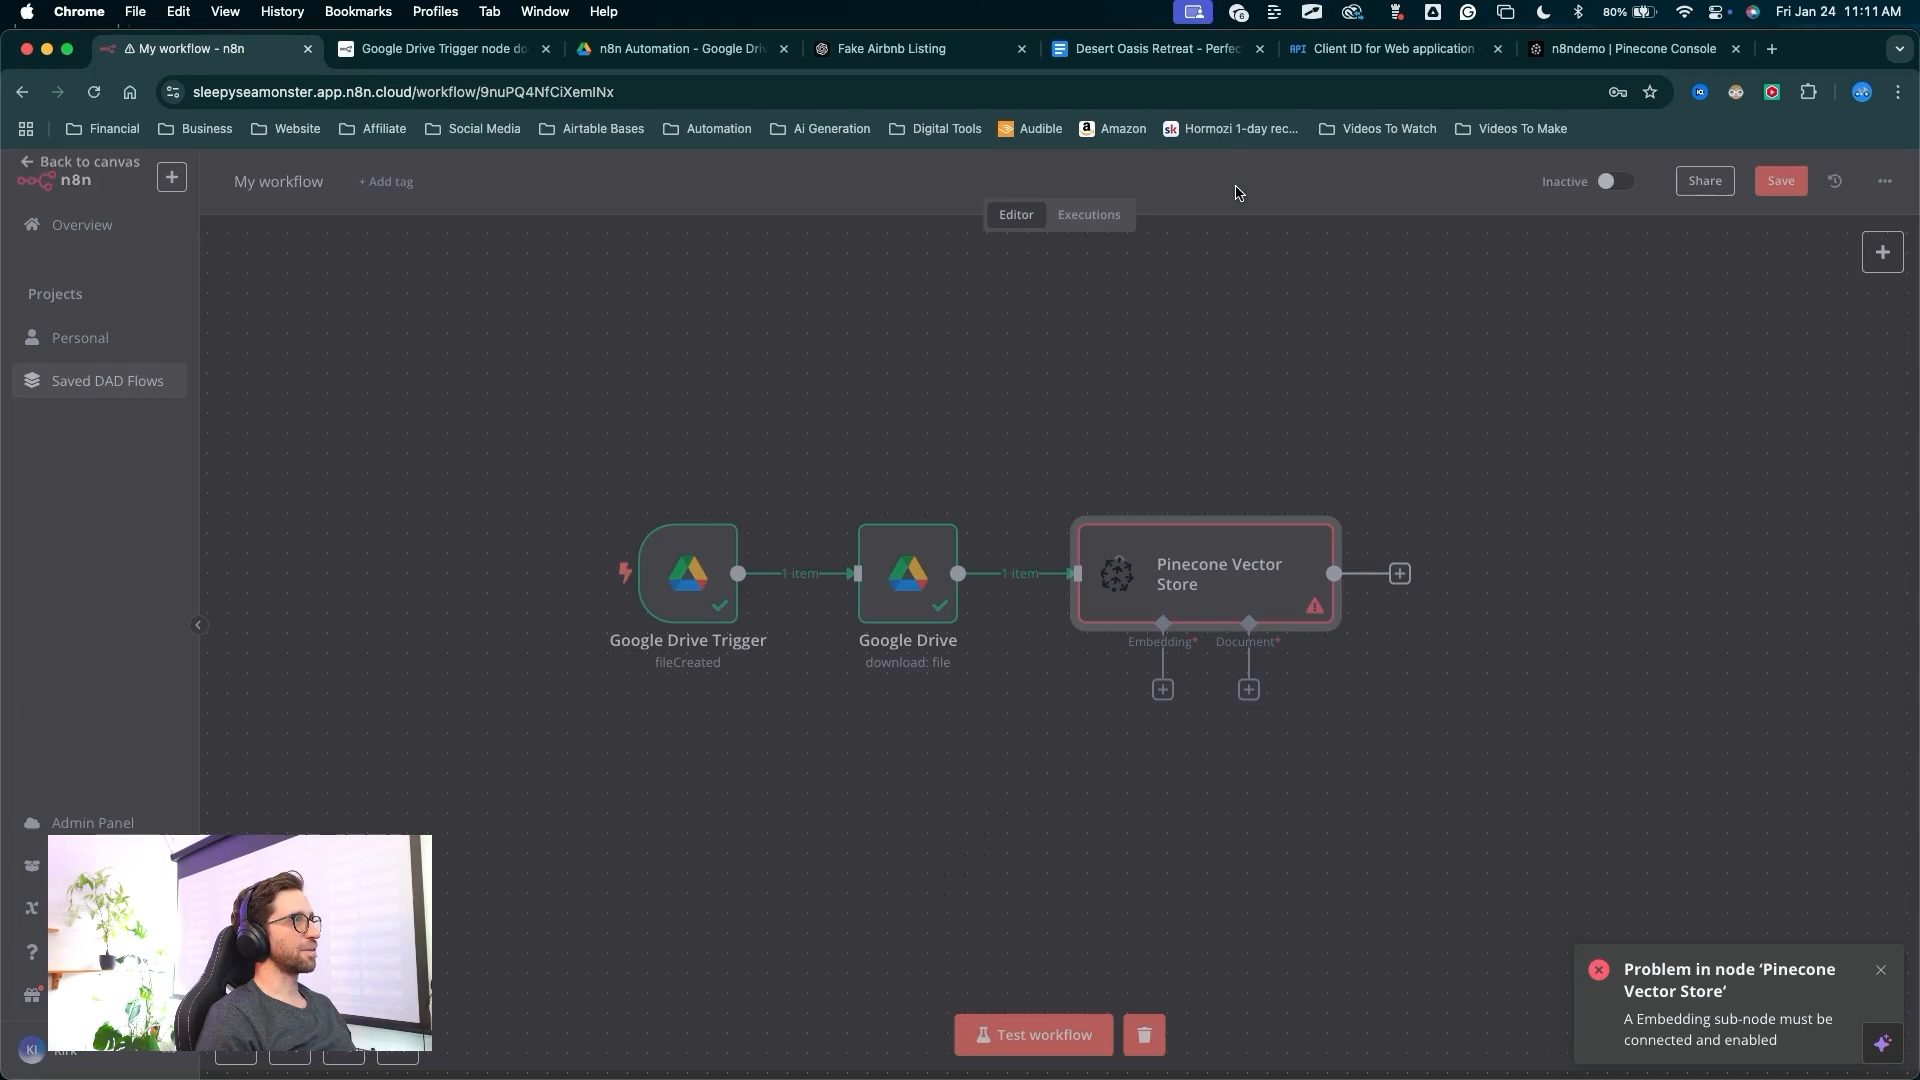 Chrome File Edit View History Bookmarks Profiles Tab Window Help
6
80%
Fri Jan 24 11:11 AM
⚠ My workflow - n8n
Google Drive Trigger node do
n8n Automation - Google Dri
Fake Airbnb Listing
Desert Oasis Retreat - Perfec
API Client ID for Web application
n8ndemo | Pinecone Console
sleepyseamonster.app.n8n.cloud/workflow/9nuPQ4NfCiXemINx
Financial
Business
Website
Affiliate
Social Media
Airtable Bases
Automation
Ai Generation
Digital Tools
Audible
Amazon
sk Hormozi 1-day rec...
Videos To Watch
Videos To Make
Back to canvas
n8n
My workflow
+ Add tag
Inactive
Share
Save
Editor
Executions
Overview
Projects
Personal
Saved DAD Flows
1 item
1 item
Pinecone Vector
Store
Google Drive Trigger
fileCreated
Google Drive
download: file
Embedding*
Document*
Admin Panel
KI
Test workflow
Problem in node ‘Pinecone
Vector Store‘
A Embedding sub-node must be
connected and enabled